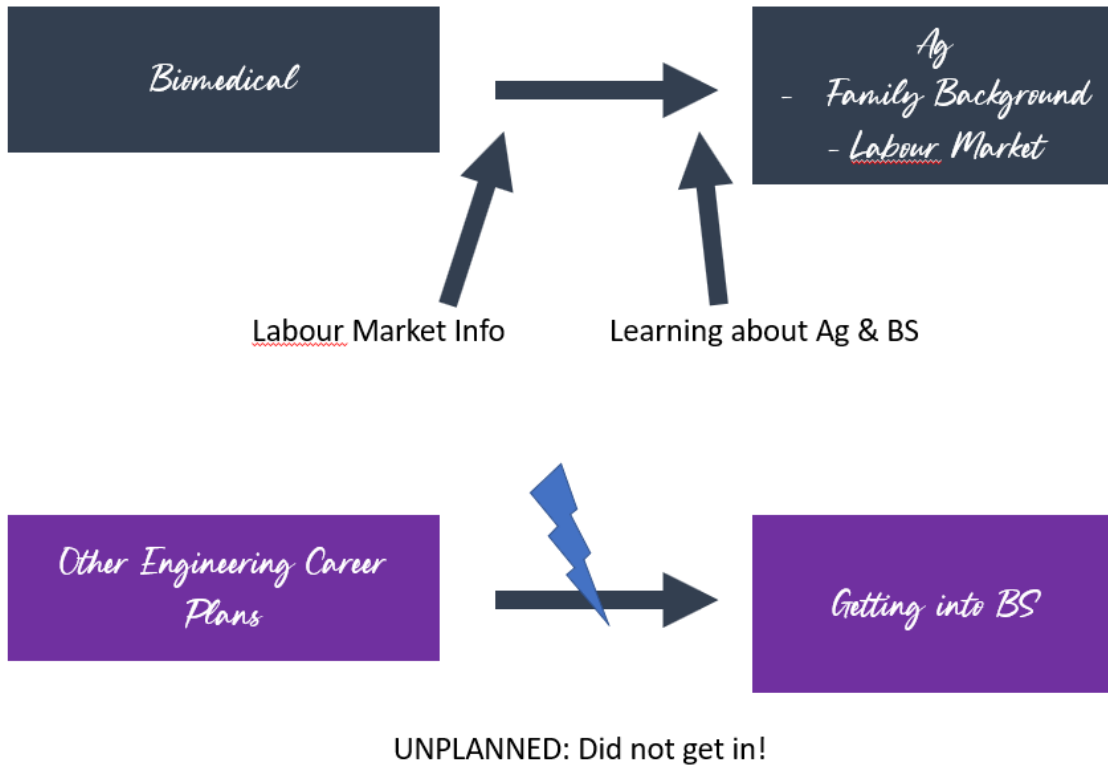 Biomedical
Ag
- Family Background
- Labour Market
Labour Market Info
Learning about Ag & BS
Other Engineering Career
Plans
Getting into BS
UNPLANNED: Did not get in!